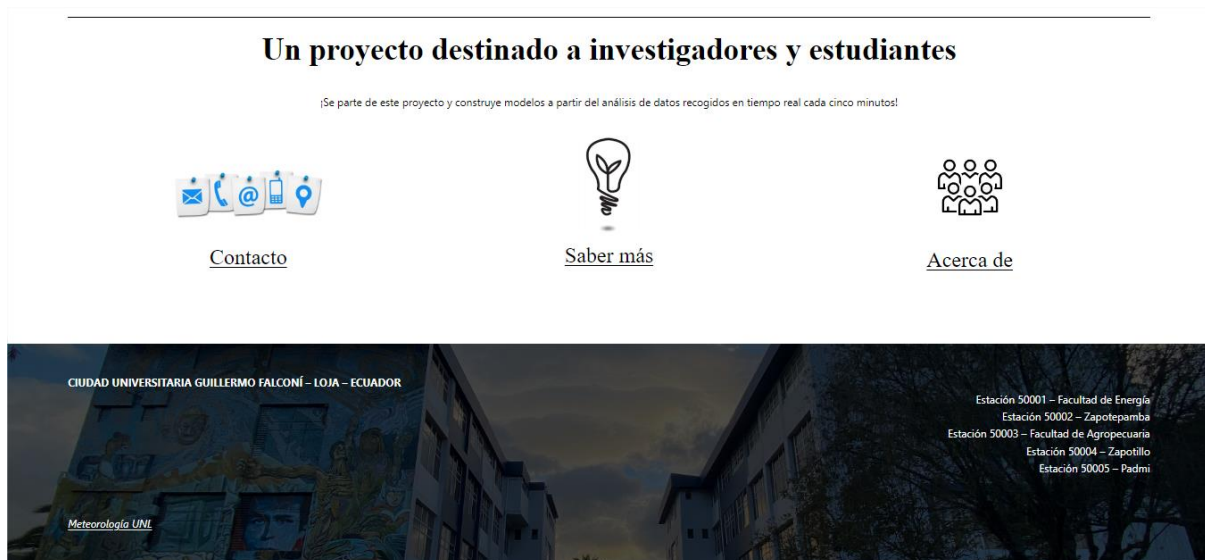 Un proyecto destinado a investigadores y estudiantes
¡Se parte de este proyecto y construye modelos a partir del análisis de datos recogidos en tiempo real cada cinco minutos!
@
Contacto
Saber más
Acerca de
CIUDAD UNIVERSITARIA GUILLERMO FALCONÍ – LOJA – ECUADOR
Estación 50001 – Facultad de Energía
Estación 50002 – Zapotepamba
Estación 50003 – Facultad de Agropecuaria
Estación 50004 – Zapotillo
Estación 50005 – Padmi
Meteorología UNL